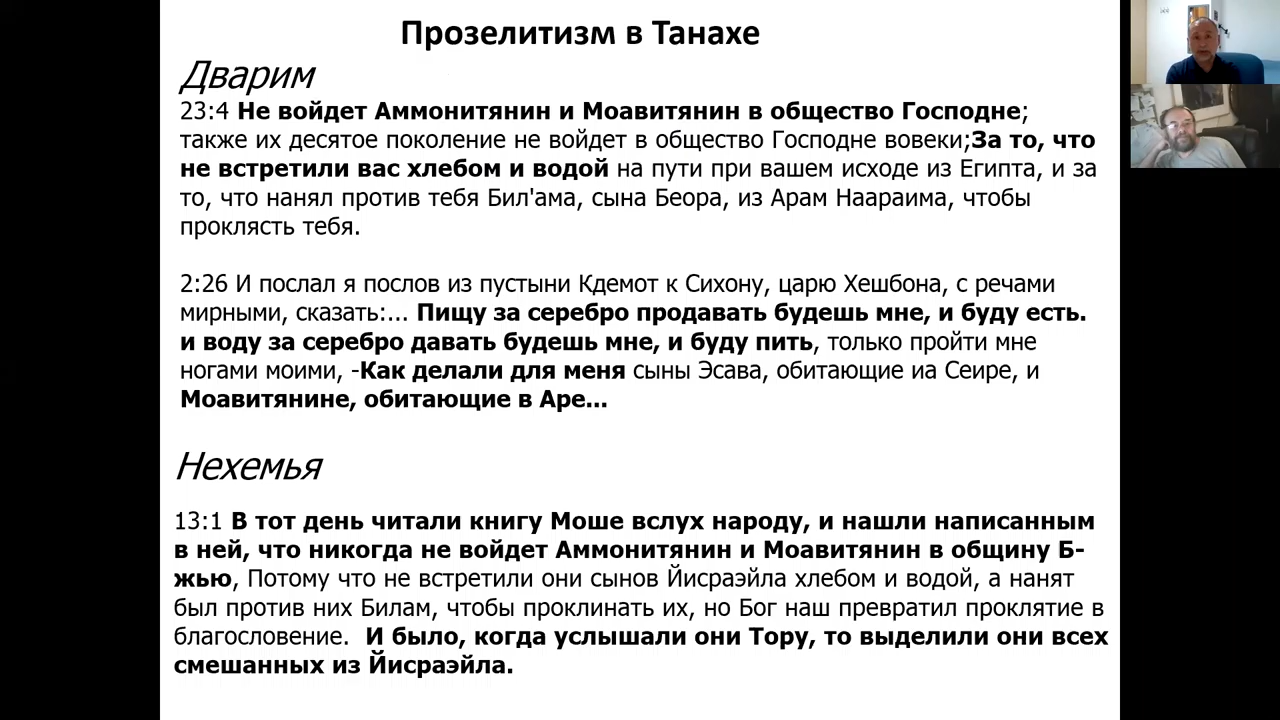 Прозелитизм в Танахе
Дварим
23:4 Не войдет Аммонитянин и Моавитянин в общество Господне;
также их десятое поколение не войдет в общество Господне вовеки;За то, что
не встретили вас хлебом и водой на пути при вашем исходе из Египта, и за
то, что нанял против тебя Бил'ама, сына Беора, из Арам Наараима, чтобы
проклясть тебя.
2:26 И послал я послов из пустыни Кдемот к Сихону, царю Хешбона, с речами
мирными, сказать:... Пищу за серебро продавать будешь мне, и буду есть.
и воду за серебро давать будешь мне, и буду пить, только пройти мне
ногами моими, -Как делали для меня сыны Эсава, обитающие иа Сеире, и
Моавитянине, обитающие в Аре...
Нехемья
13:1 В тот день читали книгу Моше вслух народу, и нашли написанным
в ней, что никогда не войдет Аммонитянин и Моавитянин в общину Б-
жью, Потому что не встретили они сынов Йисраэйла хлебом и водой, а нанят
был против них Билам, чтобы проклинать их, но Бог наш превратил проклятие в
благословение. И было, когда услышали они Тору, то выделили они всех
смешанных из Йисраэйла.